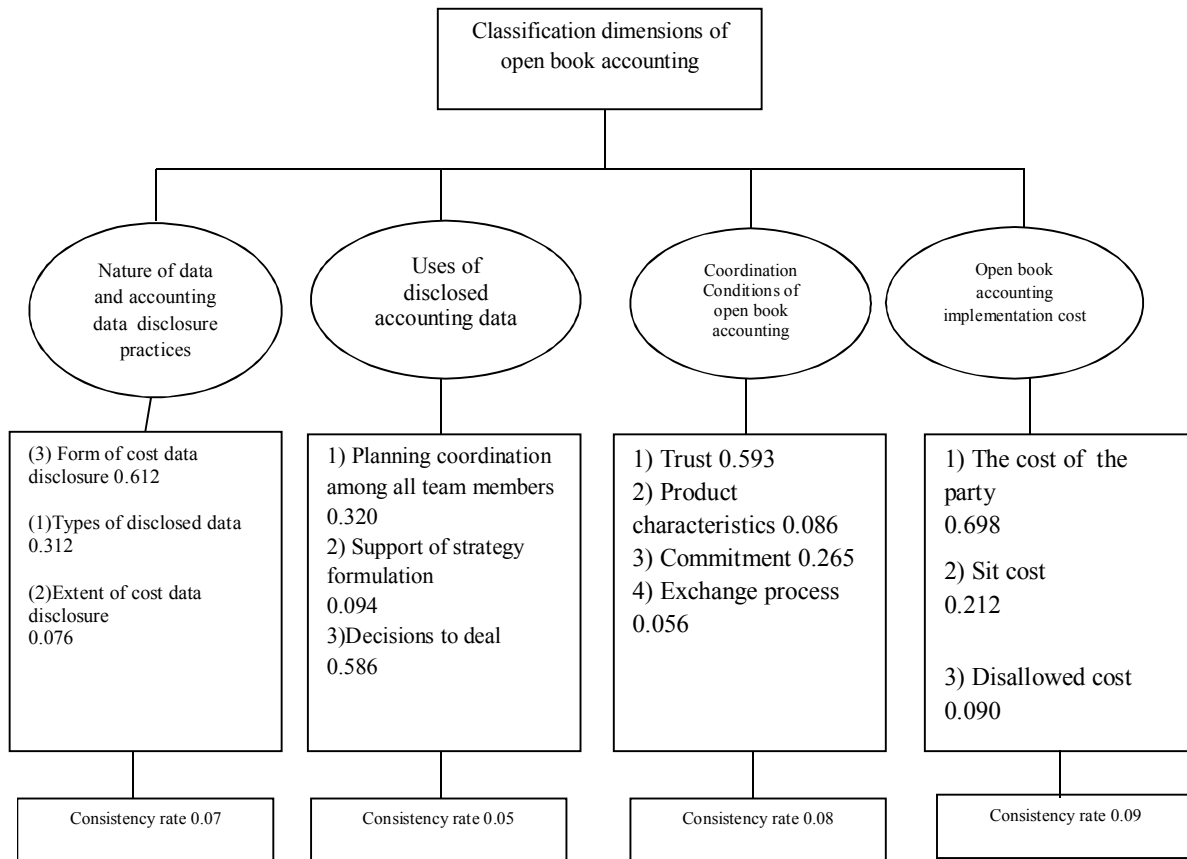 Classification dimensions of
open book accounting
Nature of data
and accounting
data disclosure
practices
Uses of
disclosed
accounting data
Coordination
Conditions of
open book
accounting
Open book
accounting
implementation cost
(3) Form of cost data
disclosure 0.612
(1)Types of disclosed data
0.312
(2)Extent of cost data
disclosure
0.076
1) Planning coordination
among all team members
0.320
2) Support of strategy
formulation
0.094
3)Decisions to deal
0.586
1) Trust 0.593
2) Product
characteristics 0.086
3) Commitment 0.265
4) Exchange process
0.056
1) The cost of the
party
0.698
2) Sit cost
0.212
3) Disallowed cost
0.090
Consistency rate 0.07
Consistency rate 0.05
Consistency rate 0.08
Consistency rate 0.09